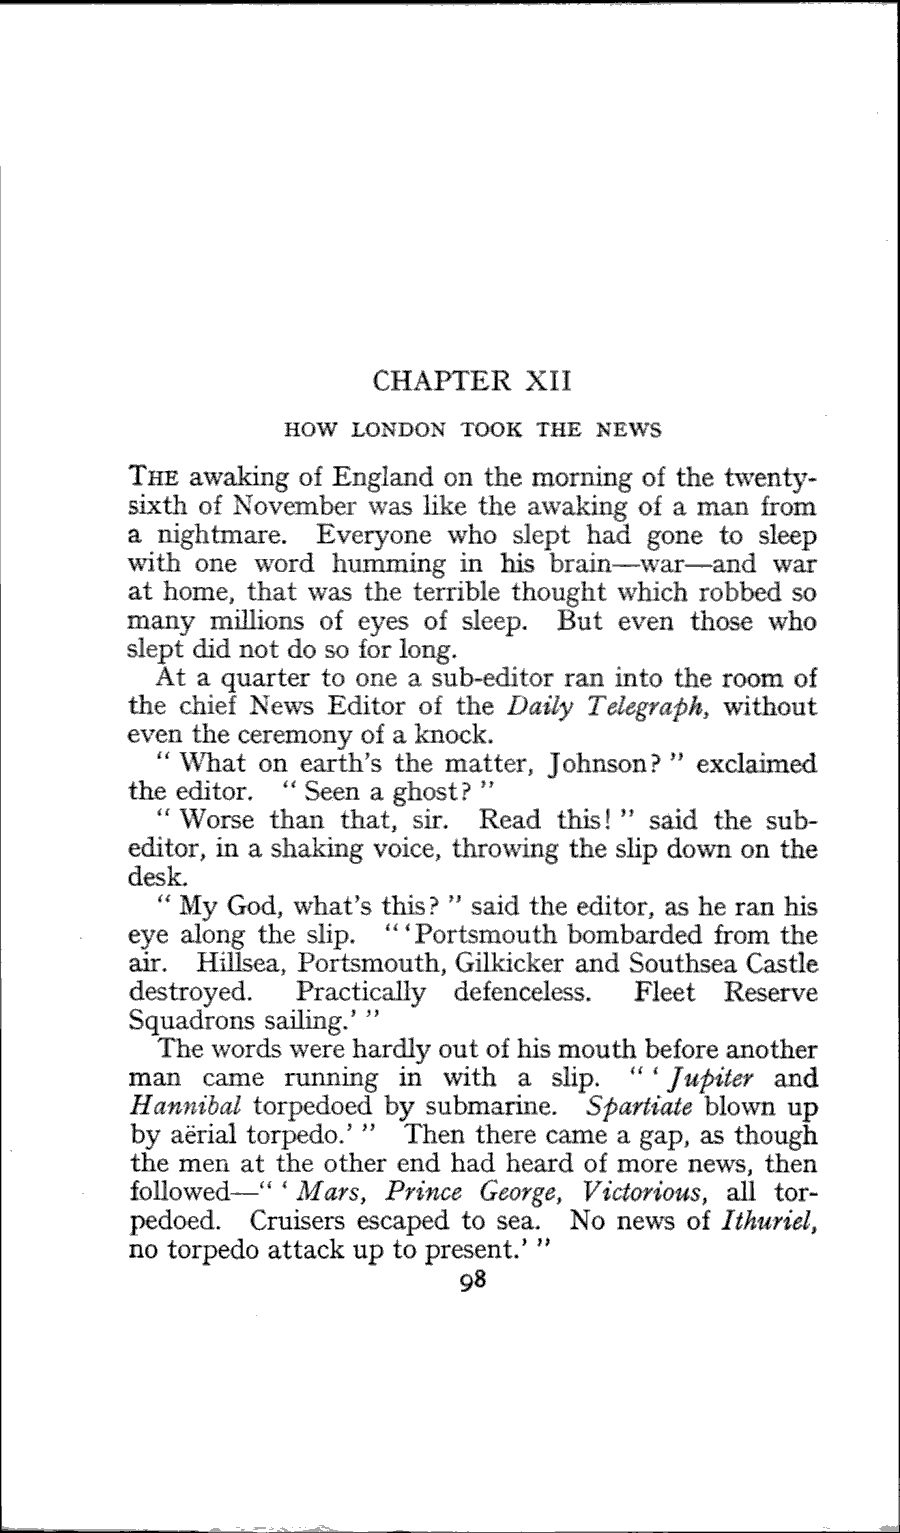 CHAPTER XII
HOW LONDON TOOK THE NEWS
THE awaking of England on the morning of the twenty-
sixth of November was like the awaking of a man from
a nightmare. Everyone who slept had gone to sleep
with one word humming in his brain—war—and war
at home, that was the terrible thought which robbed so
many millions of eyes of sleep. But even those who
slept did not do so for long.
At a quarter to one a sub-editor ran into the room of
the chief News Editor of the Daily Telegraph, without
even the ceremony of a knock.
" What on earth's the matter, Johnson? " exclaimed
the editor. " Seen a ghost? "
" Worse than that, sir. Read this! " said the sub-
editor, in a shaking voice, throwing the slip down on the
desk.
" My God, what's this? " said the editor, as he ran his
eye along the slip. "'Portsmouth bombarded from the
air. Hillsea, Portsmouth, Gilkicker and Southsea Castle
destroyed. Practically defenceless. Fleet Reserve
Squadrons sailing.' "
The words were hardly out of his mouth before another
man came running in with a slip. " ' Jupiter and
Hannibal torpedoed by submarine. Spartiate blown up
by aërial torpedo.' " Then there came a gap, as though
the men at the other end had heard of more news, then
followed—" ' Mars, Prince George, Victorious, all tor-
pedoed. Cruisers escaped to sea. No news of Ithuriel,
no torpedo attack up to present.' "
98